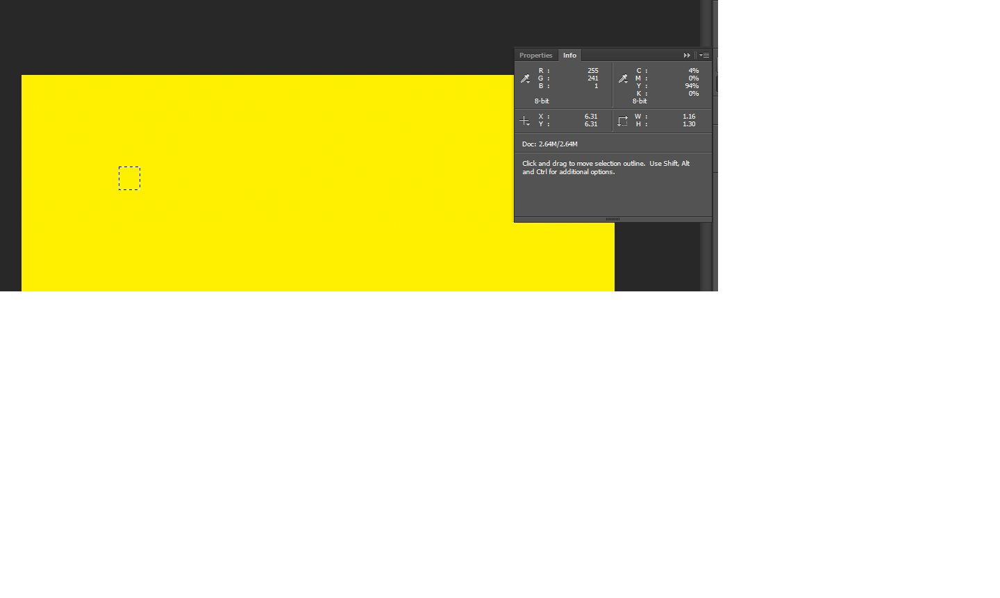 Properties Info
R : 255 C : 4%
G : 241 M : 0%
B : 1 Y : 94%
K : 0%
8-bit 8-bit
X : 6.31 W : 1.16
Y : 6.31 H : 1.30
Doc: 2.64M/2.64M
Click and drag to move selection outline. Use Shift, Alt
and Ctrl for additional options.